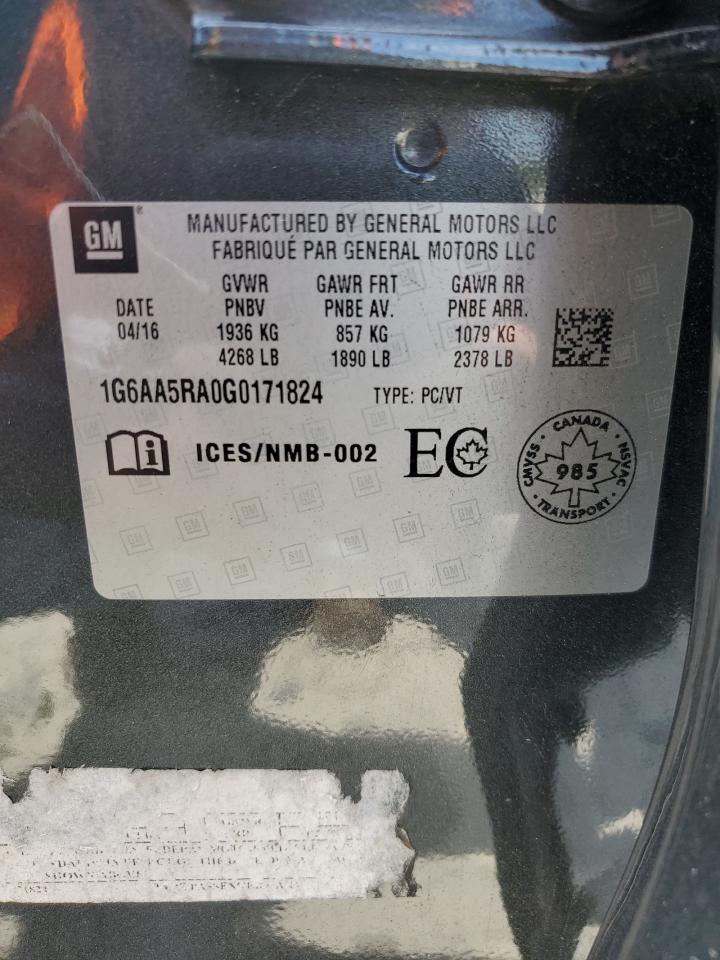 GM
MANUFACTURED BY GENERAL MOTORS LLC
FABRIQUÉ PAR GENERAL MOTORS LLC
GVWR GAWR FRT GAWR RR
DATE PNBV PNBE AV. PNBE ARR.
04/16 1936 KG 857 KG 1079 KG
4268 LB 1890 LB 2378 LB
1G6AA5RA0G0171824 TYPE: PC/VT
i ICES/NMB-002 EC
CANADA
CMVSS 985 NSVAC
TRANSPORT
SHOWN ABOVE